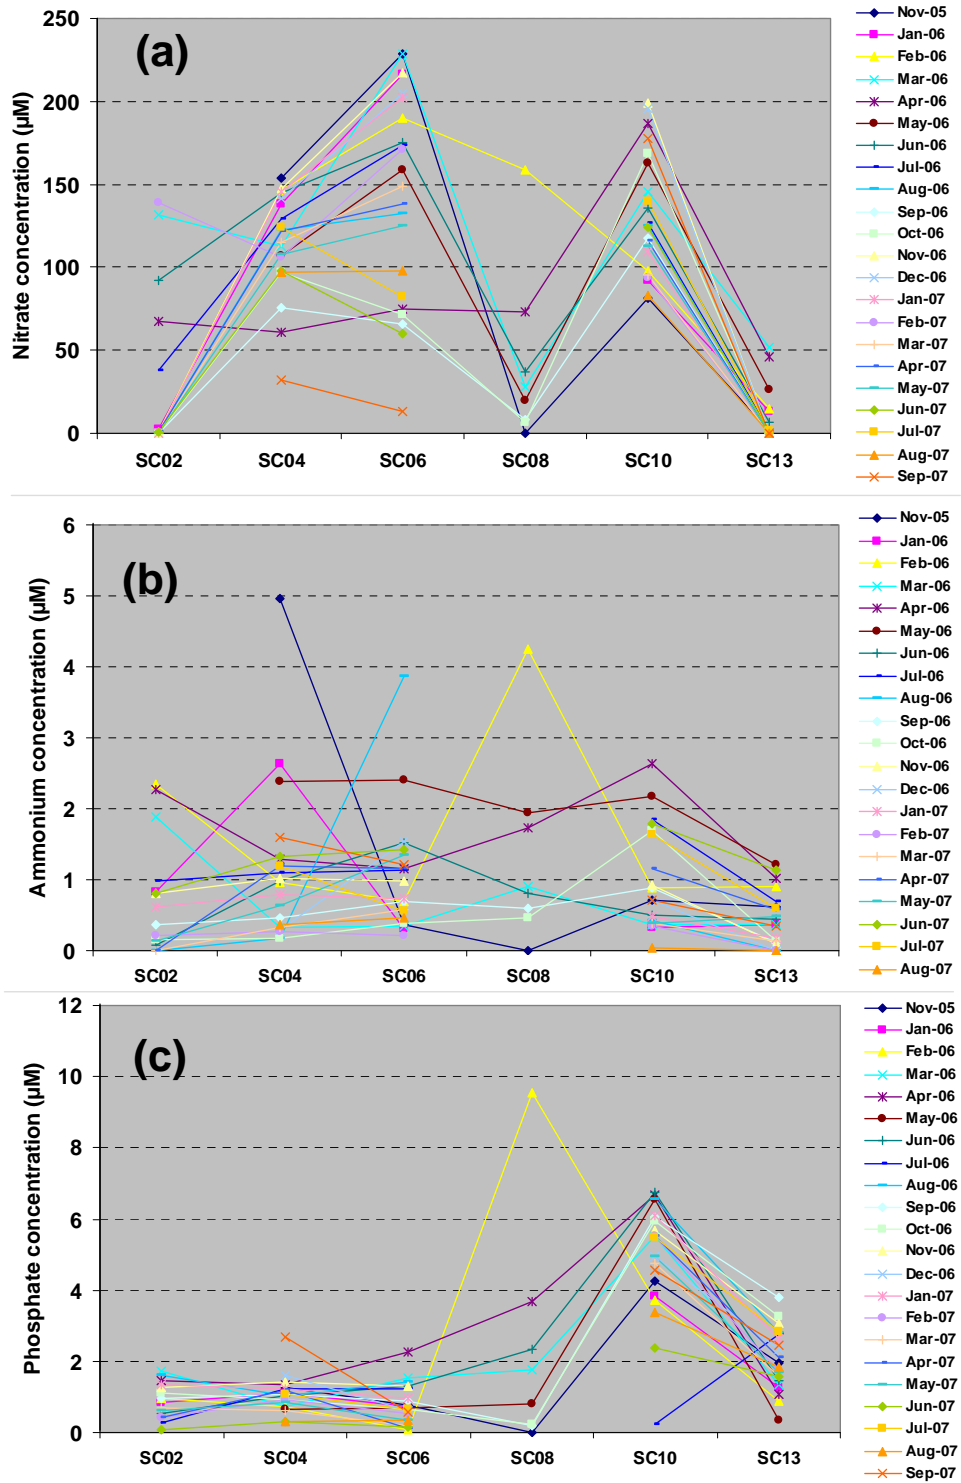 (a)
Nitrate concentration (µM)
250
200
150
100
50
0
SC02 SC04 SC06 SC08 SC10 SC13
Nov-05
Jan-06
Feb-06
Mar-06
Apr-06
May-06
Jun-06
Jul-06
Aug-06
Sep-06
Oct-06
Nov-06
Dec-06
Jan-07
Feb-07
Mar-07
Apr-07
May-07
Jun-07
Jul-07
Aug-07
Sep-07
(b)
Ammonium concentration (µM)
6
5
4
3
2
1
0
SC02 SC04 SC06 SC08 SC10 SC13
Nov-05
Jan-06
Feb-06
Mar-06
Apr-06
May-06
Jun-06
Jul-06
Aug-06
Sep-06
Oct-06
Nov-06
Dec-06
Jan-07
Feb-07
Mar-07
Apr-07
May-07
Jun-07
Jul-07
Aug-07
(c)
Phosphate concentration (µM)
12
10
8
6
4
2
0
SC02 SC04 SC06 SC08 SC10 SC13
Nov-05
Jan-06
Feb-06
Mar-06
Apr-06
May-06
Jun-06
Jul-06
Aug-06
Sep-06
Oct-06
Nov-06
Dec-06
Jan-07
Feb-07
Mar-07
Apr-07
May-07
Jun-07
Jul-07
Aug-07
Sep-07